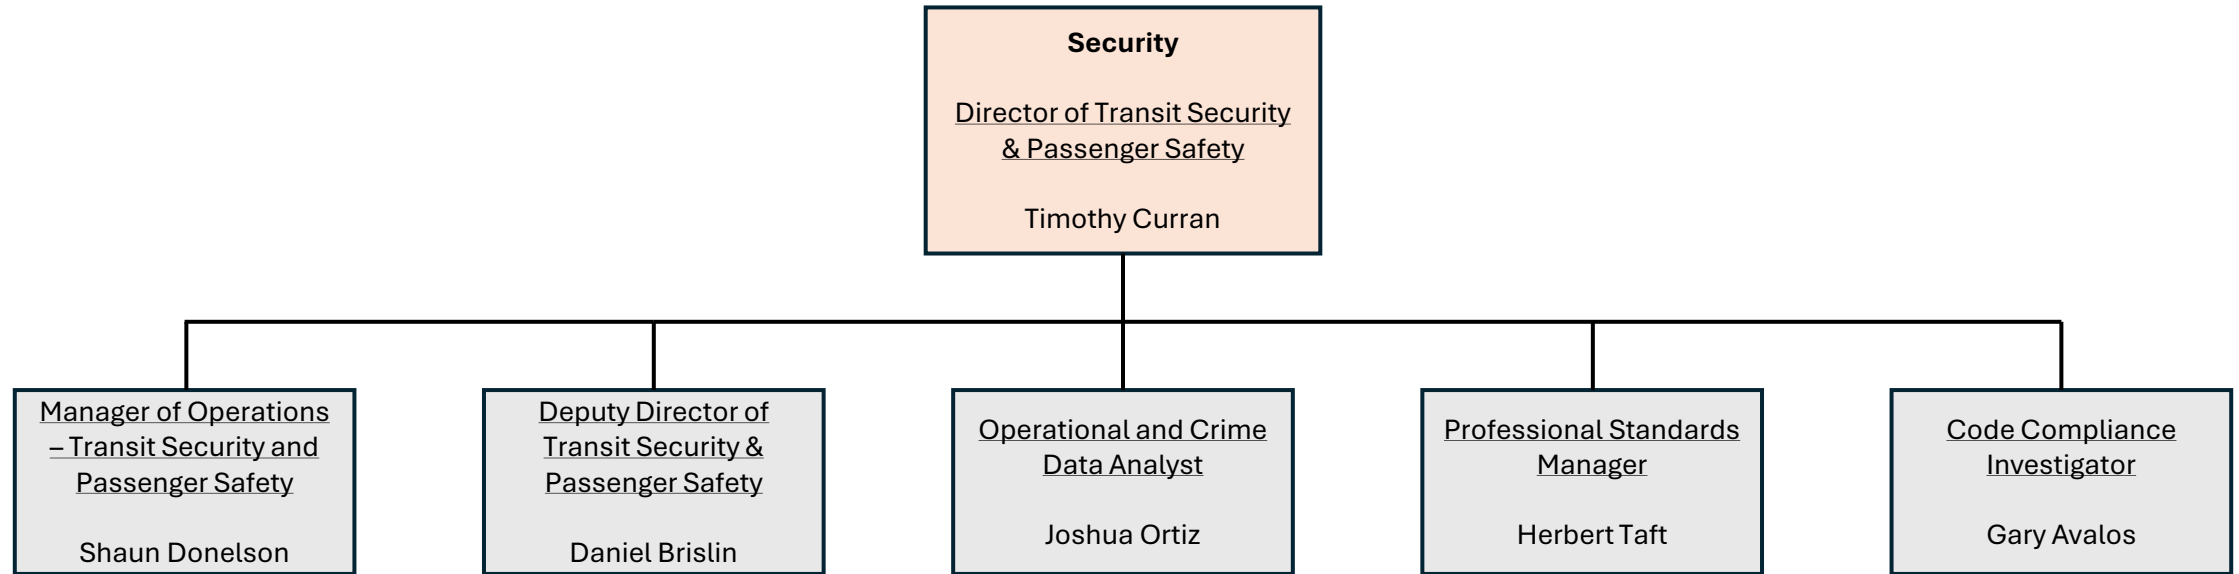 Security
Director of Transit Security
& Passenger Safety
Timothy Curran
Manager of Operations
– Transit Security and
Passenger Safety
Shaun Donelson
Deputy Director of
Transit Security &
Passenger Safety
Daniel Brislin
Operational and Crime
Data Analyst
Joshua Ortiz
Professional Standards
Manager
Herbert Taft
Code Compliance
Investigator
Gary Avalos